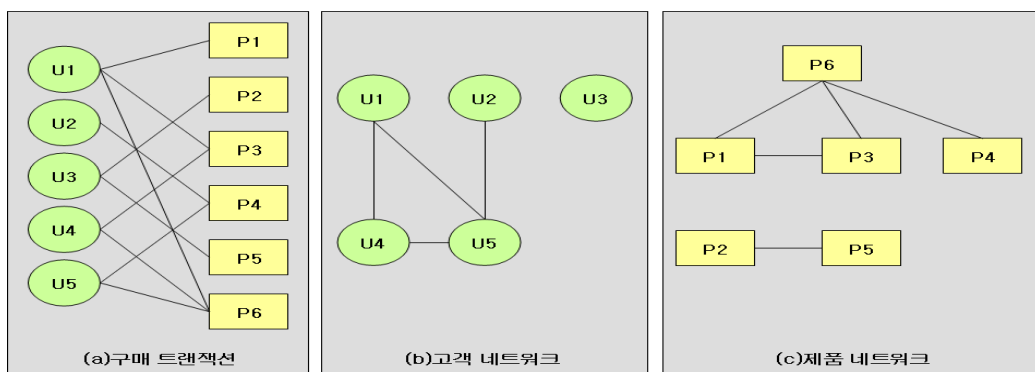 U1
U2
U3
U4
U5
P1
P2
P3
P4
P5
P6
(a)구매 트랜잭션
U1 U2 U3
U4 U5
(b)고객 네트워크
P6
P1 P3 P4
P2 P5
(c)제품 네트워크